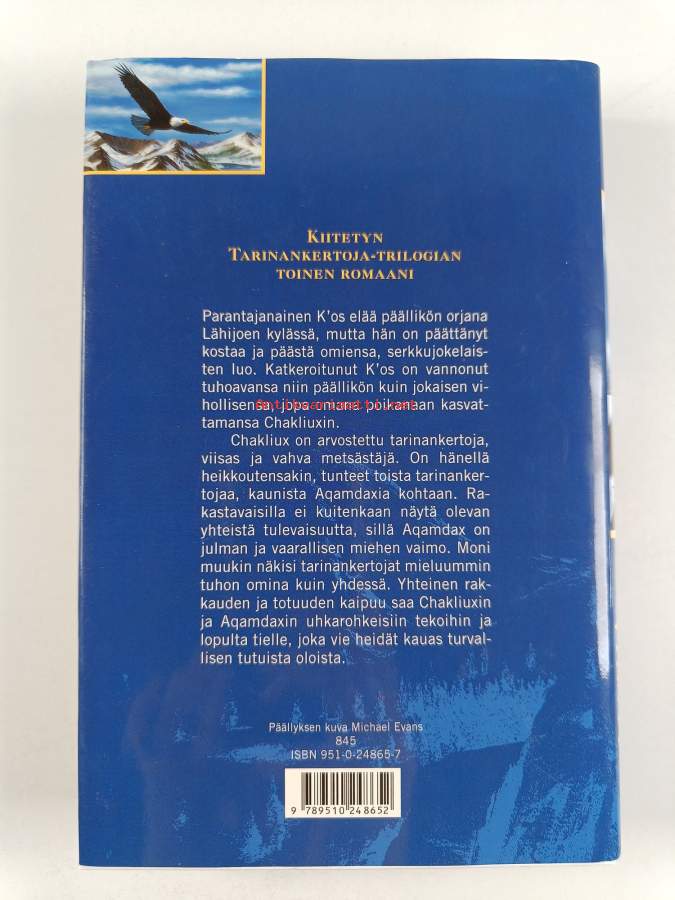 KIITETYN
TARINANKERTOJA-TRILOGIAN
TOINEN ROMAANI
Parantajanainen K'os elää päällikön orjana
Lähijoen kylässä, mutta hän on päättänyt
kostaa ja päästä omiensa, serkkujokelais-
ten luo. Katkeroitunut K'os on vannonut
tuhoavansa niin päällikön kuin jokaisen vi-
hollisensa, jopa omana poikanaan kasvat-
tamansa Chakliuxin.
Chakliux on arvostettu tarinankertoja,
viisas ja vahva metsästäjä. On hänellä
heikkoutensakin, tunteet toista tarinanker-
tojaa, kaunista Aqamdaxia kohtaan. Ra-
kastavaisilla ei kuitenkaan näytä olevan
yhteistä tulevaisuutta, sillä Aqamdax on
julman ja vaarallisen miehen vaimo. Moni
muukin näkisi tarinankertojat mieluummin
tuhon omina kuin yhdessä. Yhteinen rak-
kauden ja totuuden kaipuu saa Chakliuxin
ja Aqamdaxin uhkarohkeisiin tekoihin ja
lopulta tielle, joka vie heidät kauas turval-
lisen tutuista oloista.
Päällyksen kuva Michael Evans
845
ISBN 951-0-24865-7
9 789510 248652